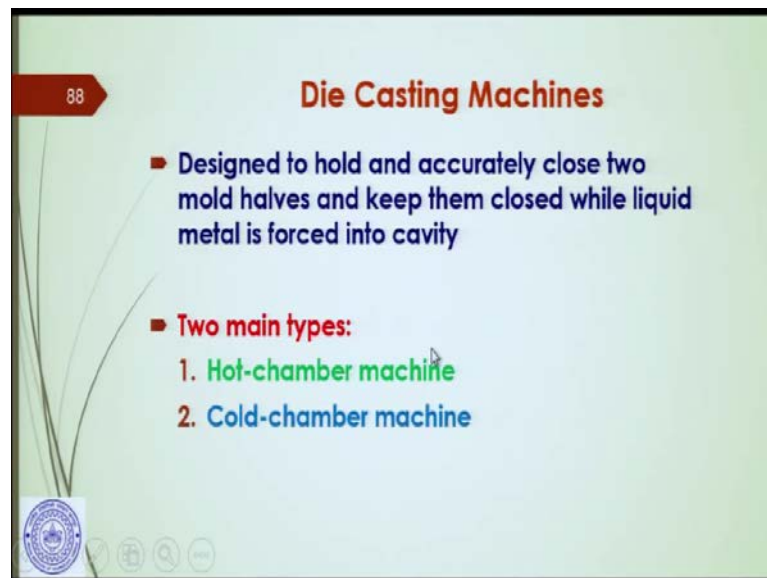 88
Die Casting Machines
Designed to hold and accurately close two
mold halves and keep them closed while liquid
metal is forced into cavity
Two main types:
1. Hot-chamber machine
2. Cold-chamber machine